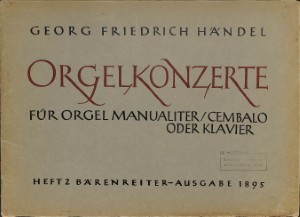 GEORG FRIEDRICH HÄNDEL
ORGELKONZERTE
FÜR ORGEL MANUALITER/CEMBALO
ODER KLAVIER
HEFT 2 BÄRENREITER-AUSGABE 1895